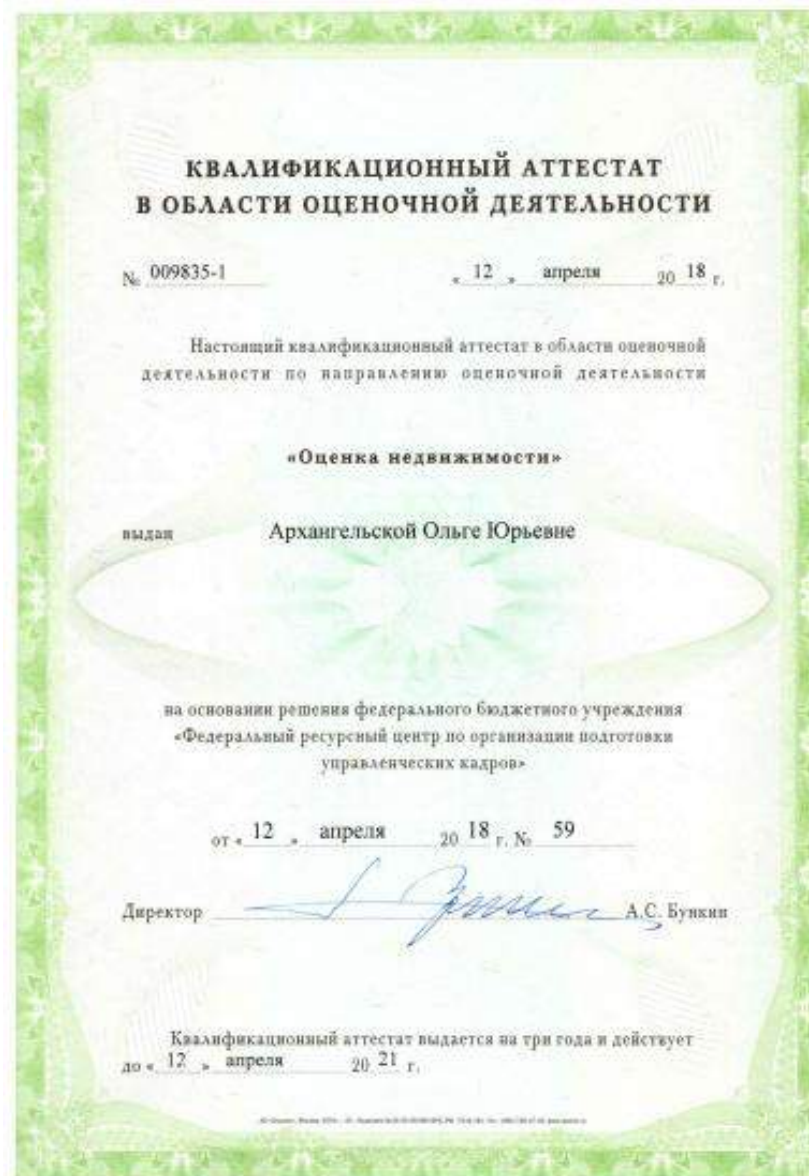 КВАЛИФИКАЦИОННЫЙ АТТЕСТАТ
В ОБЛАСТИ ОЦЕНОЧНОЙ ДЕЯТЕЛЬНОСТИ
№ 009835-1 « 12 » апреля 20 18 г.
Настоящий квалификационный аттестат в области оценочной
деятельности по направлению оценочной деятельности
«Оценка недвижимости»
выдан Архангельской Ольге Юрьевне
на основании решения федерального бюджетного учреждения
«Федеральный ресурсный центр по организации подготовки
управленческих кадров»
от « 12 » апреля 20 18 г. № 59
Директор А.С. Бункин
Квалификационный аттестат выдается на три года и действует
до « 12 » апреля 20 21 г.